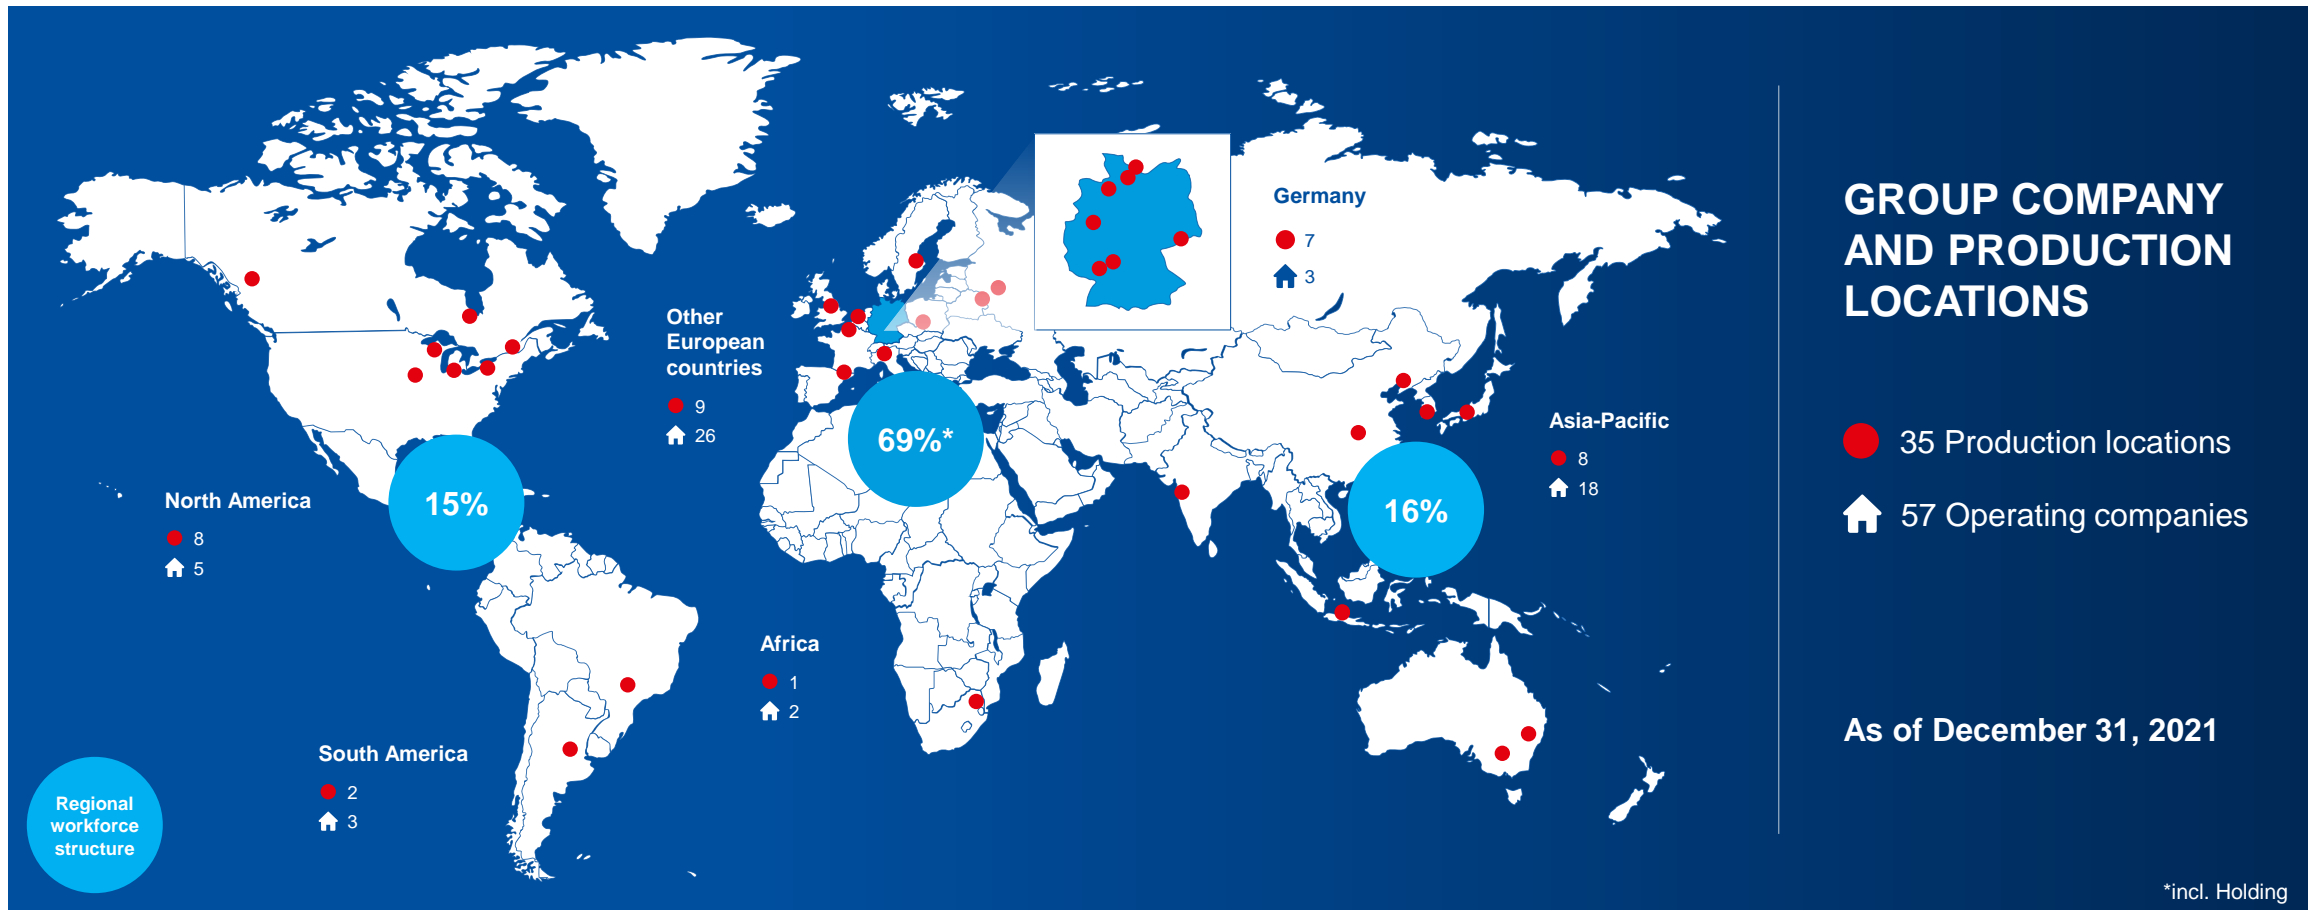 GROUP COMPANY
AND PRODUCTION
LOCATIONS
35 Production locations
57 Operating companies
As of December 31, 2021
*incl. Holding
Germany
7
3
Other
European
countries
9
26
69%*
Asia-Pacific
8
18
16%
North America
8
5
15%
Africa
1
2
South America
2
3
Regional
workforce
structure